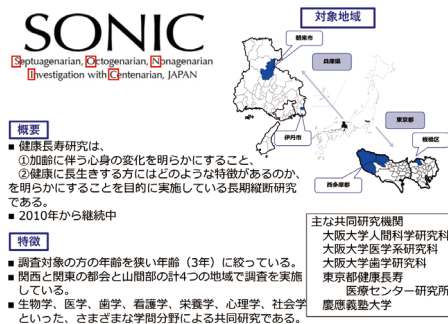 SONIC
Septuagenarian, Octogenarian, Nonagenarian
Investigation with Centenarian, JAPAN
対象地域
朝来市
兵庫県
東京都
板橋区
伊丹市
西多摩郡
概要
■ 健康長寿研究は、
①加齢に伴う心身の変化を明らかにすること、
②健康に長生きする方にはどのような特徴があるのか、
を明らかにすることを目的に実施している長期縦断研究
である。
■ 2010年から継続中
特徴
■ 調査対象の方の年齢を狭い年齢（3年）に絞っている。
■ 関西と関東の都会と山間部の計4つの地域で調査を実施
している。
■ 生物学、医学、歯学、看護学、栄養学、心理学、社会学
といった、さまざまな学問分野による共同研究である。
主な共同研究機関
大阪大学人間科学研究科
大阪大学医学系研究科
大阪大学歯学研究科
東京都健康長寿
医療センター研究所
慶應義塾大学